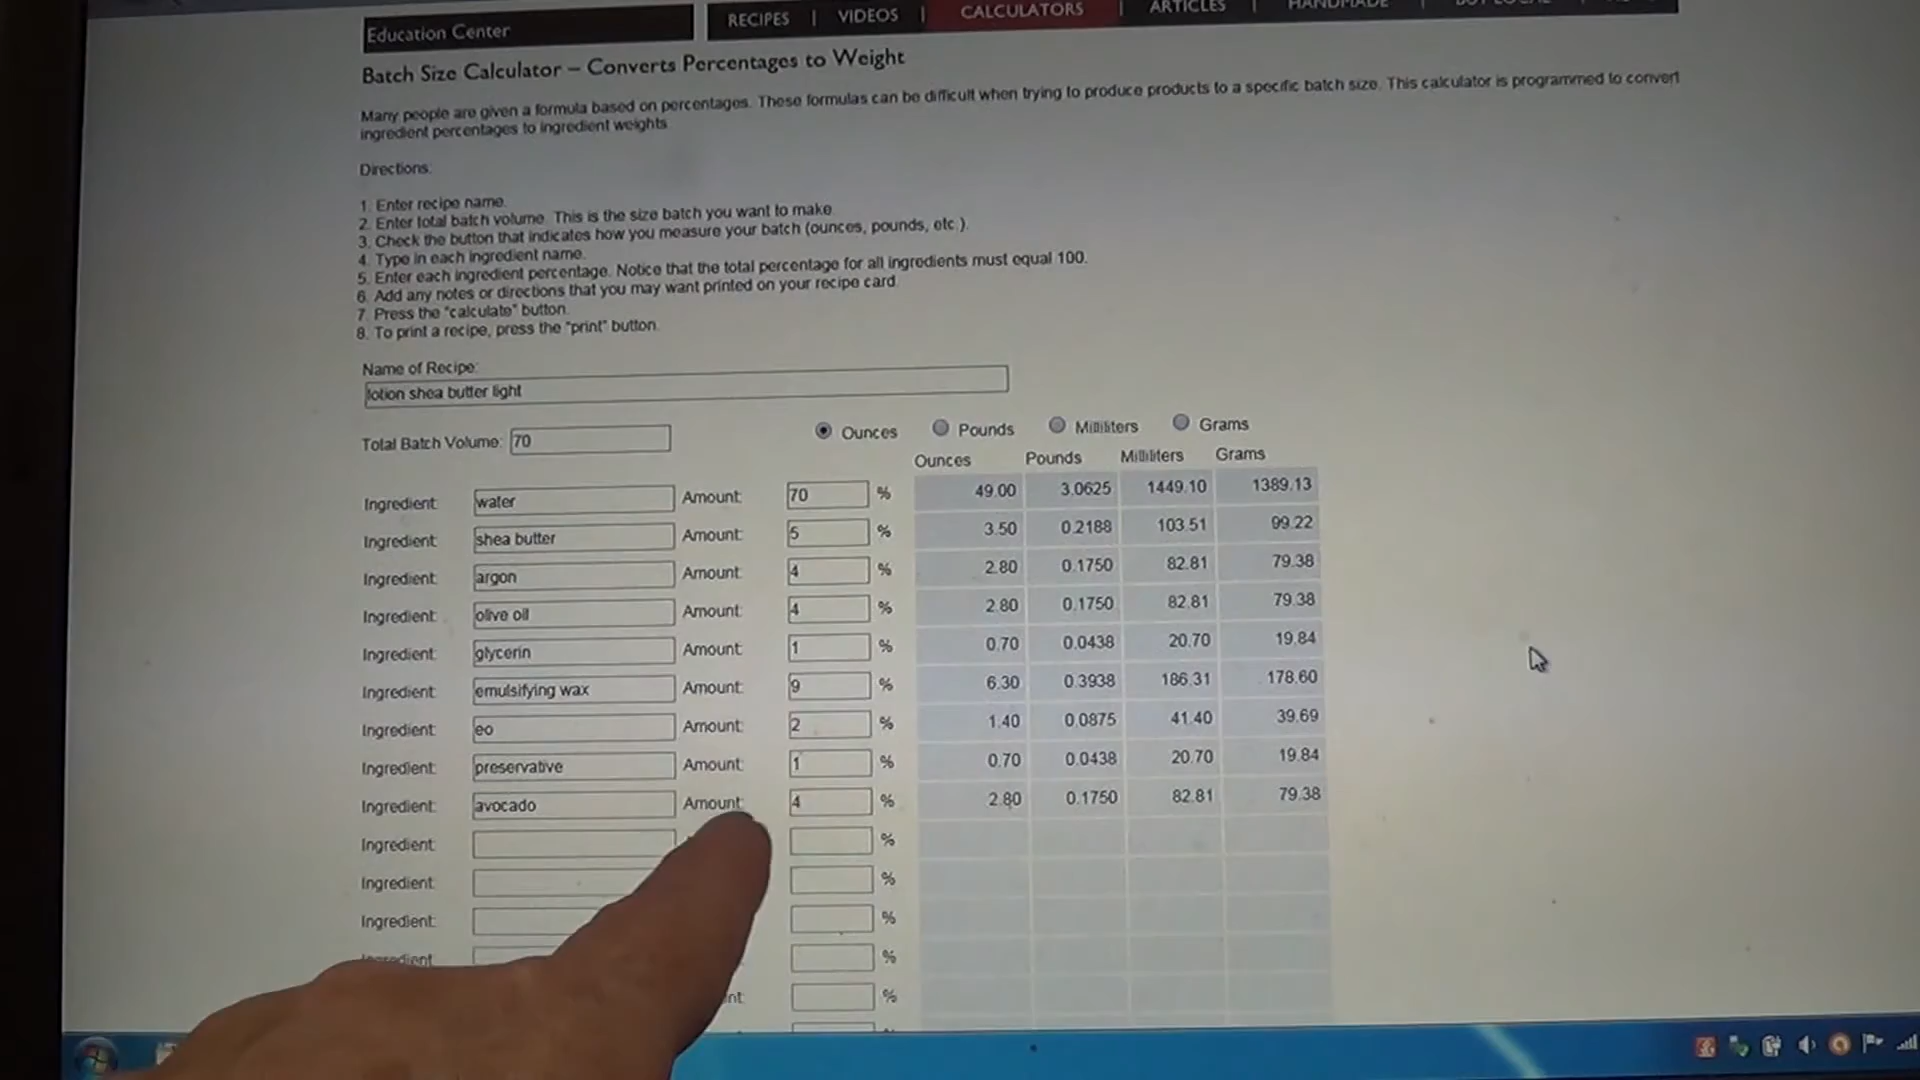 Education Center
RECIPES | VIDEOS | CALCULATORS | ARTICLES | HANDMADE |
Batch Size Calculator – Converts Percentages to Weight
Many people are given a formula based on percentages. These formulas can be difficult when trying to produce products to a specific batch size. This calculator is programmed to convert
ingredient percentages to ingredient weights
Directions:
1. Enter recipe name.
2. Enter total batch volume. This is the size batch you want to make.
3. Check the button that indicates how you measure your batch (ounces, pounds, etc.).
4. Type in each ingredient name.
5. Enter each ingredient percentage. Notice that the total percentage for all ingredients must equal 100.
6. Add any notes or directions that you may want printed on your recipe card.
7. Press the "calculate" button.
8. To print a recipe, press the "print" button.
Name of Recipe:
lotion shea butter light
Total Batch Volume: 70 Ounces Pounds Milliliters Grams
Ounces Pounds Milliliters Grams
Ingredient: water Amount: 70 % 49.00 3.0625 1449.10 1389.13
Ingredient: shea butter Amount: 5 % 3.50 0.2188 103.51 99.22
Ingredient: argon Amount: 4 % 2.80 0.1750 82.81 79.38
Ingredient: olive oil Amount: 4 % 2.80 0.1750 82.81 79.38
Ingredient: glycerin Amount: 1 % 0.70 0.0438 20.70 19.84
Ingredient: emulsifying wax Amount: 9 % 6.30 0.3938 186.31 178.60
Ingredient: eo Amount: 2 % 1.40 0.0875 41.40 39.69
Ingredient: preservative Amount: 1 % 0.70 0.0438 20.70 19.84
Ingredient: avocado Amount: 4 % 2.80 0.1750 82.81 79.38
Ingredient: %
Ingredient: %
Ingredient: %
Ingredient %
nt: %